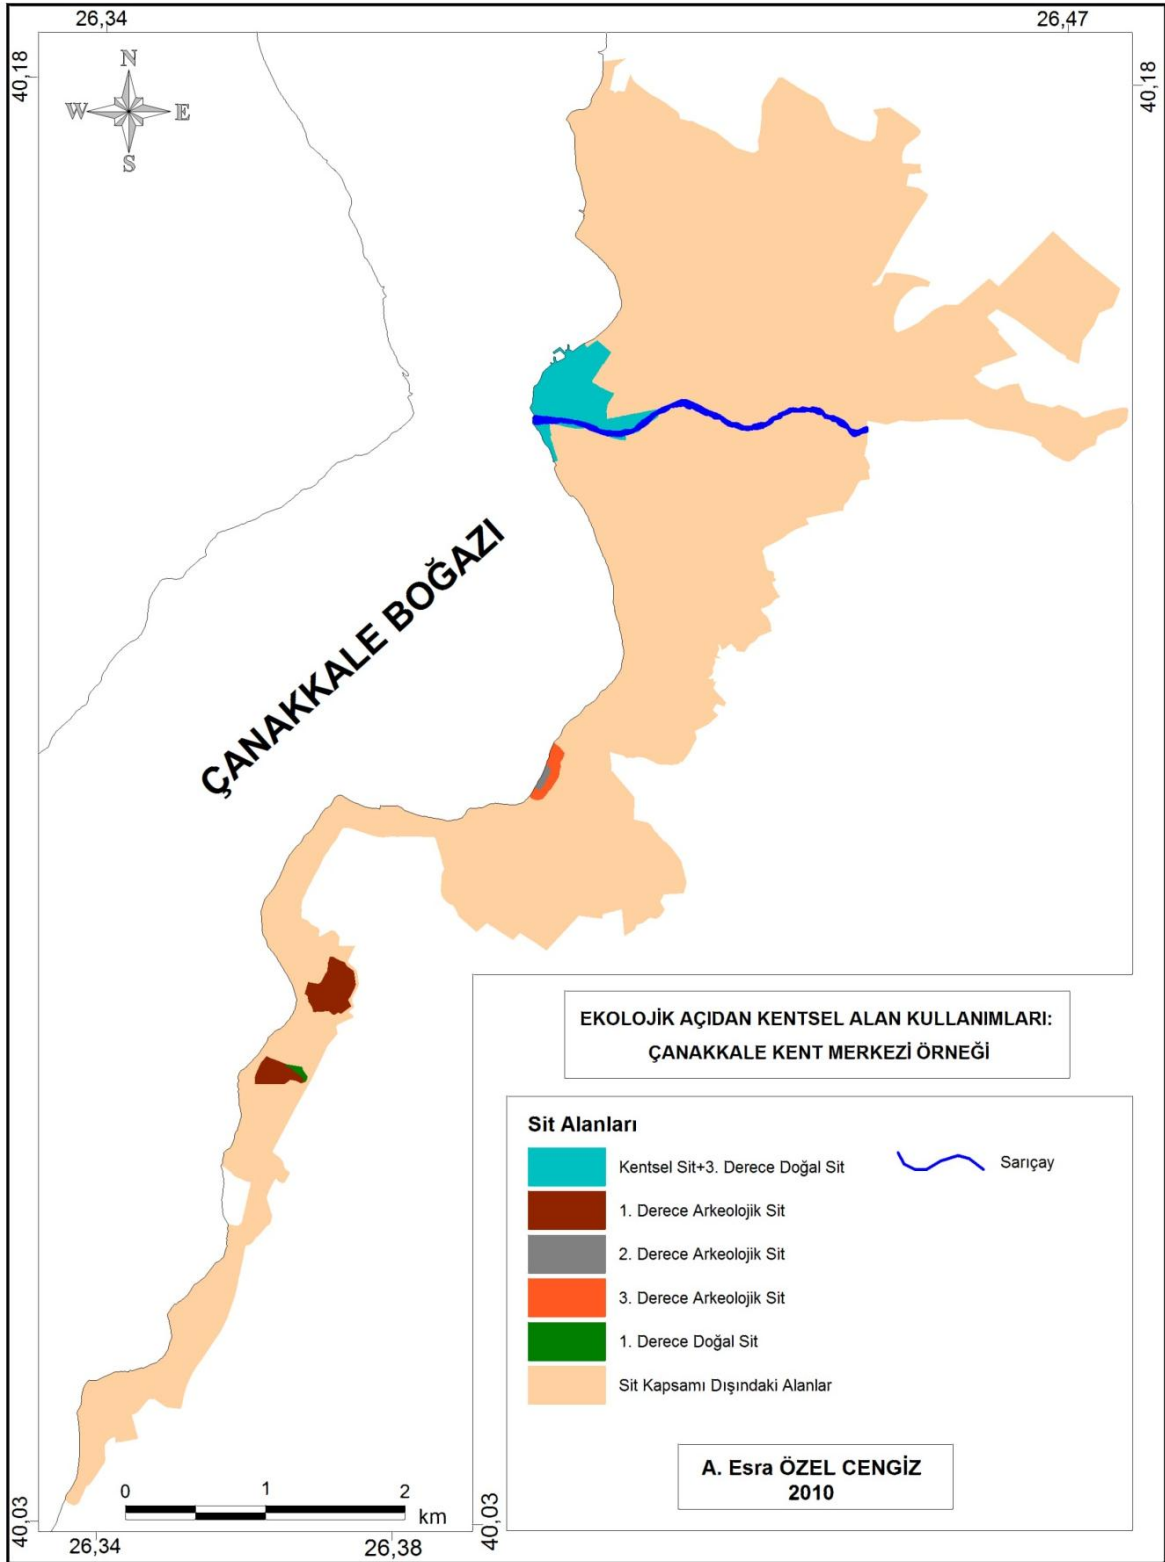 26,34
26,47
40,18
40,18
N
W
E
S
ÇANAKKALE BOĞAZI
EKOLOJİK AÇIDAN KENTSEL ALAN KULLANIMLARI:
ÇANAKKALE KENT MERKEZİ ÖRNEĞİ
Sit Alanları
Kentsel Sit+3. Derece Doğal Sit
Sarıçay
1. Derece Arkeolojik Sit
2. Derece Arkeolojik Sit
3. Derece Arkeolojik Sit
1. Derece Doğal Sit
Sit Kapsamı Dışındaki Alanlar
A. Esra ÖZEL CENGİZ
2010
0
1
2
km
40,03
40,03
26,34
26,38